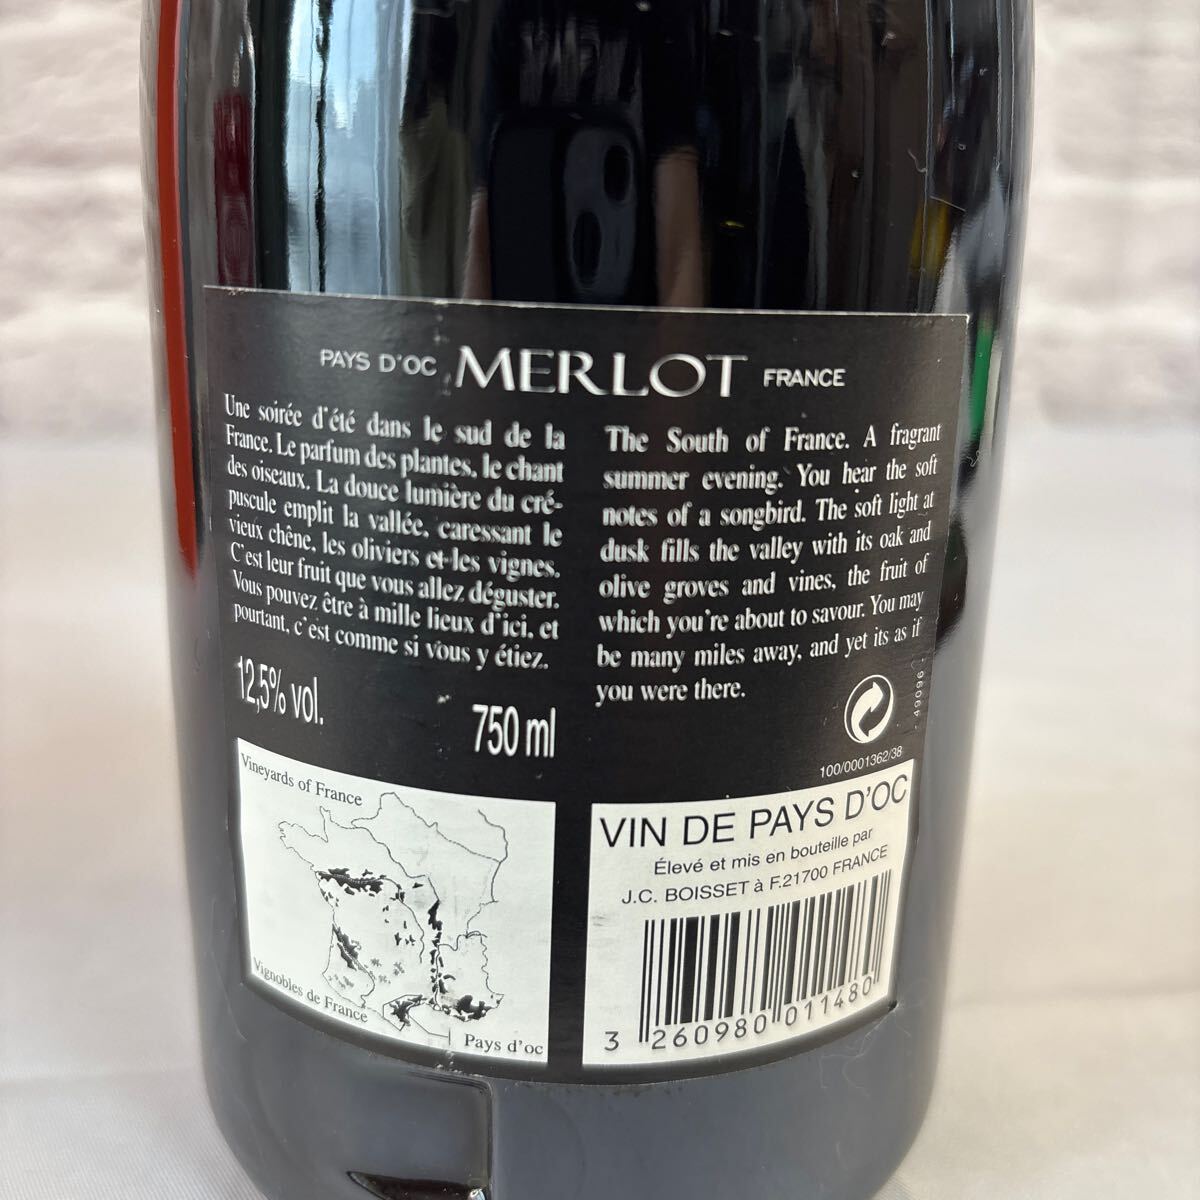 PAYS D'OC MERLOT FRANCE
Une soirée d'été dans le sud de la
France. Le parfum des plantes, le chant
des oiseaux. La douce lumière du cré-
puscule emplit la vallée, caressant le
vieux chêne, les oliviers et les vignes.
C'est leur fruit que vous allez déguster.
Vous pouvez être à mille lieux d'ici, et
pourtant, c'est comme si vous y étiez.
12,5% vol.
750 ml
The South of France. A fragrant
summer evening. You hear the soft
notes of a songbird. The soft light at
dusk fills the valley with its oak and
olive groves and vines, the fruit of
which you're about to savour. You may
be many miles away, and yet its as if
you were there.
49096
100/0001362/38
Vineyards of France
Vignobles de France
Pays d'oc
VIN DE PAYS D'OC
Élevé et mis en bouteille par
J.C. BOISSET à F.21700 FRANCE
3 260980 011480